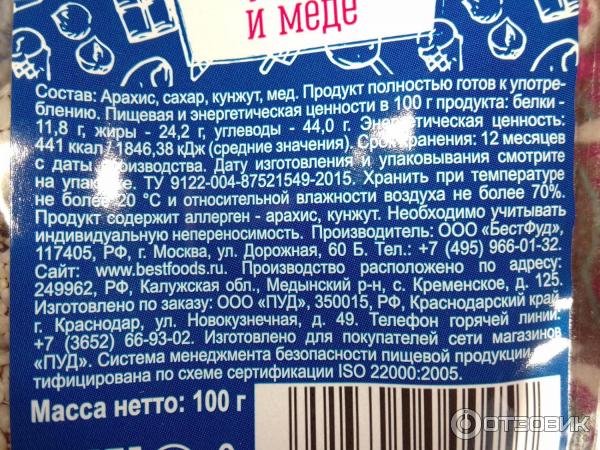 и меде
Состав: Арахис, сахар, кунжут, мед. Продукт полностью готов к употре-
блению. Пищевая и энергетическая ценности в 100 г продукта: белки -
11,8 г, жиры - 24,2 г, углеводы - 44,0 г. Энергетическая ценность:
441 ккал / 1846,38 кДж (средние значения). Срок хранения: 12 месяцев
с даты производства. Дату изготовления и упаковывания смотрите
на упаковке. ТУ 9122-004-87521549-2015. Хранить при температуре
не более 20 °С и относительной влажности воздуха не более 70%.
Продукт содержит аллерген - арахис, кунжут. Необходимо учитывать
индивидуальную непереносимость. Производитель: ООО «БестФуд»,
117405, РФ, г. Москва, ул. Дорожная, 60 Б. Тел.: +7 (495) 966-01-32.
Сайт: www.bestfoods.ru. Производство расположено по адресу:
249962, РФ, Калужская обл., Медынский р-н, с. Кременское, д. 125.
Изготовлено по заказу: ООО «ПУД», 350015, РФ, Краснодарский край,
г. Краснодар, ул. Новокузнечная, д. 49. Телефон горячей линии:
+7 (3652) 66-93-02. Изготовлено для покупателей сети магазинов
«ПУД». Система менеджмента безопасности пищевой продукции
тифицирована по схеме сертификации ISO 22000:2005.
Масса нетто: 100 г
ОТЗОВИК